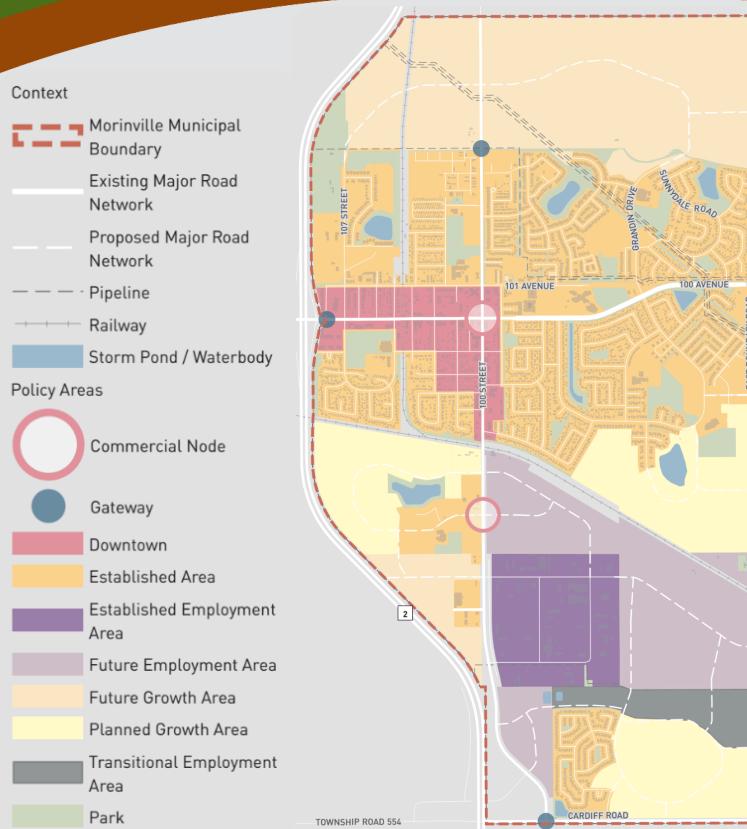 Context
Morinville Municipal
Boundary
Existing Major Road
Network
Proposed Major Road
Network
Pipeline
Railway
Storm Pond / Waterbody
Policy Areas
Commercial Node
Gateway
Downtown
Established Area
Established Employment
Area
Future Employment Area
Future Growth Area
Planned Growth Area
Transitional Employment
Area
Park
107 STREET
GRANDIN DRIVE
SUNNYDALE ROAD
101 AVENUE
100 AVENUE
100 STREET
2
TOWNSHIP ROAD 554
CARDIFF ROAD